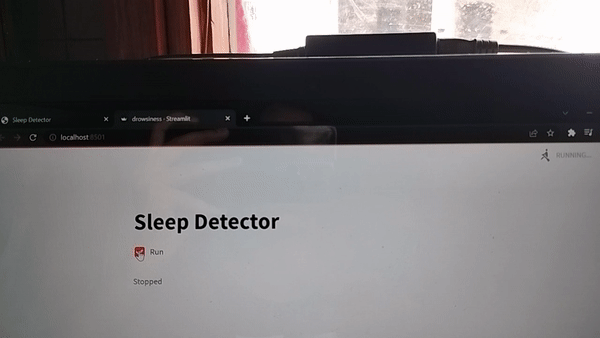 Sleep Detector
drowsiness · Streamlit
localhost:8501
RUNNING...
Sleep Detector
Run
Stopped